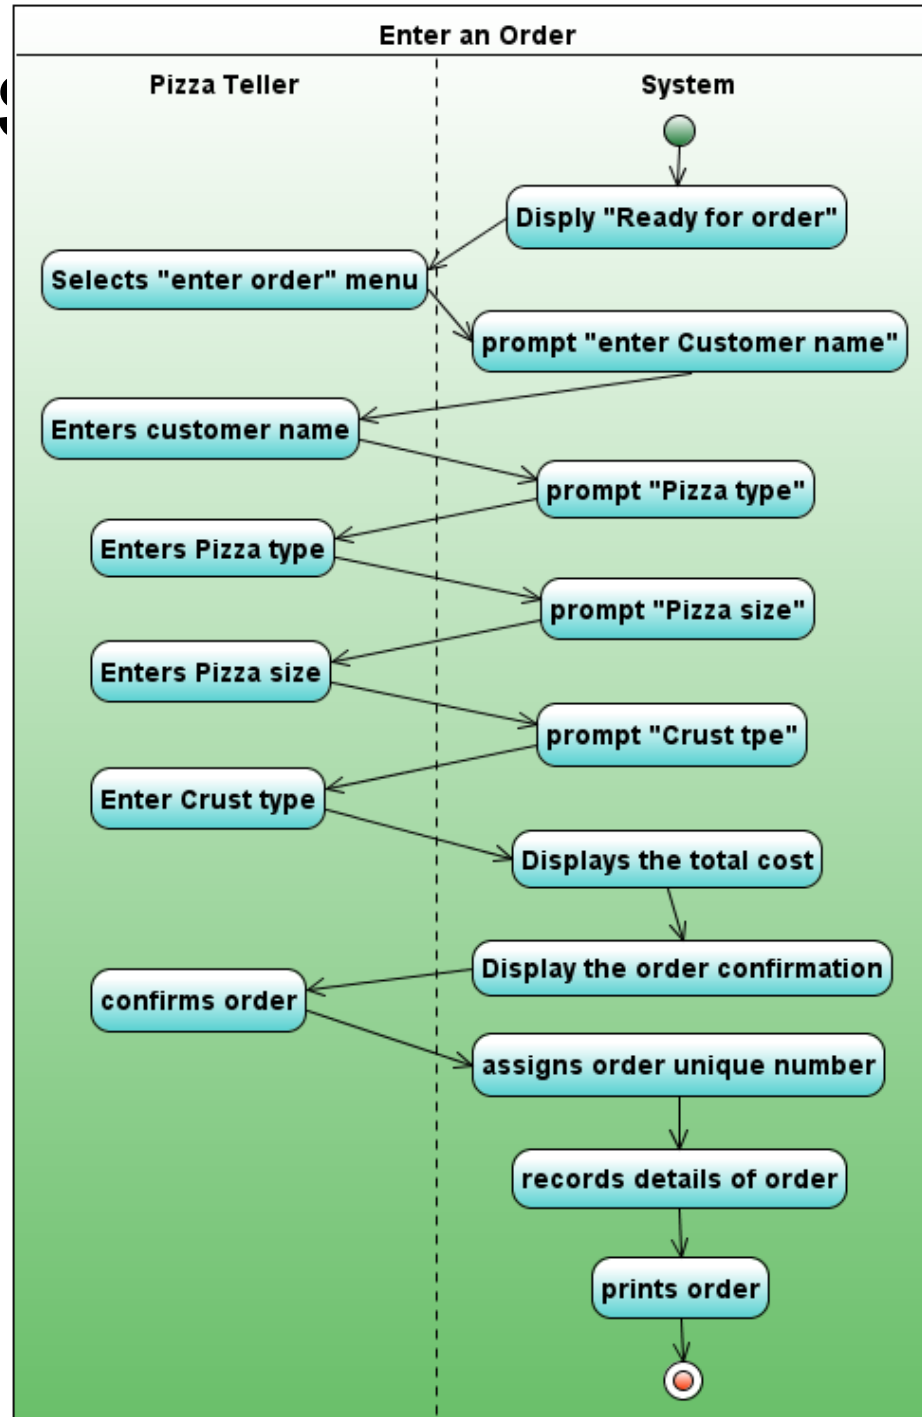 Enter an Order
Pizza Teller
System
Disply "Ready for order"
Selects "enter order" menu
prompt "enter Customer name"
Enters customer name
prompt "Pizza type"
Enters Pizza type
prompt "Pizza size"
Enters Pizza size
prompt "Crust tpe"
Enter Crust type
Displays the total cost
Display the order confirmation
confirms order
assigns order unique number
records details of order
prints order